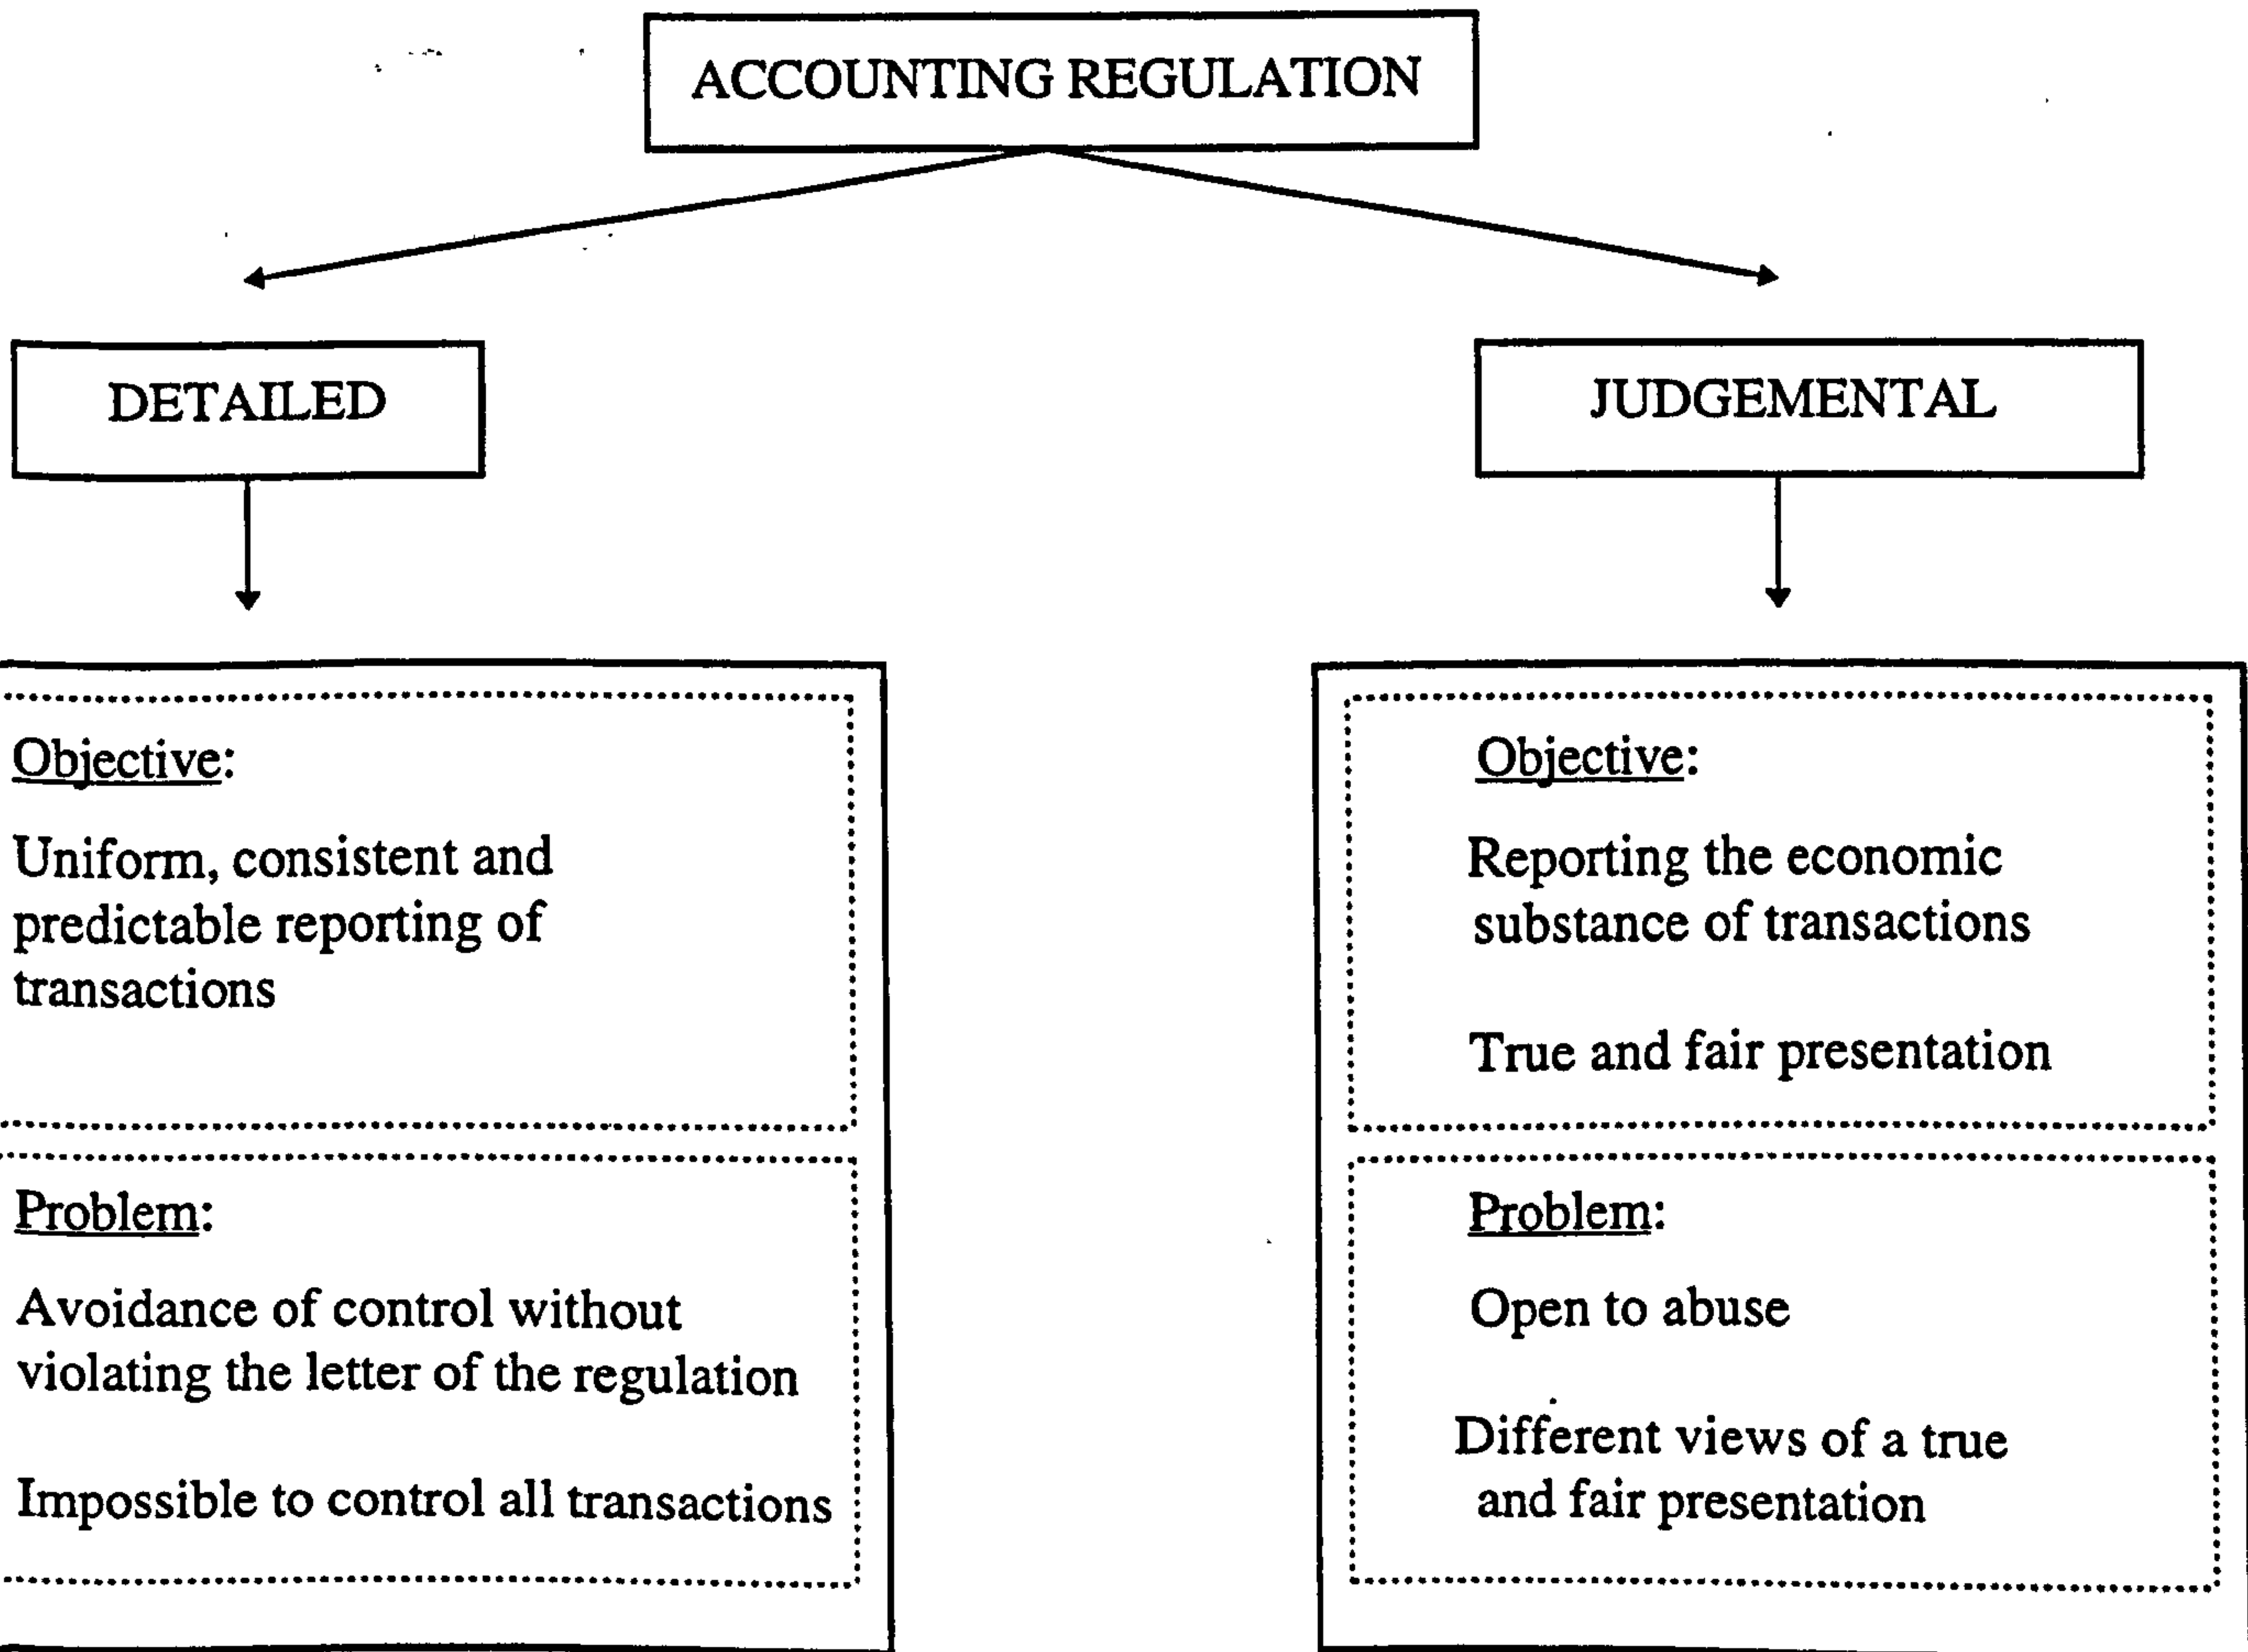 ACCOUNTING REGULATION
DETAILED
JUDGEMENTAL
Objective:
Uniform, consistent and
predictable reporting of
transactions
Problem:
Avoidance of control without
violating the letter of the regulation
Impossible to control all transactions
Objective:
Reporting the economic
substance of transactions
True and fair presentation
Problem:
Open to abuse
Different views of a true
and fair presentation